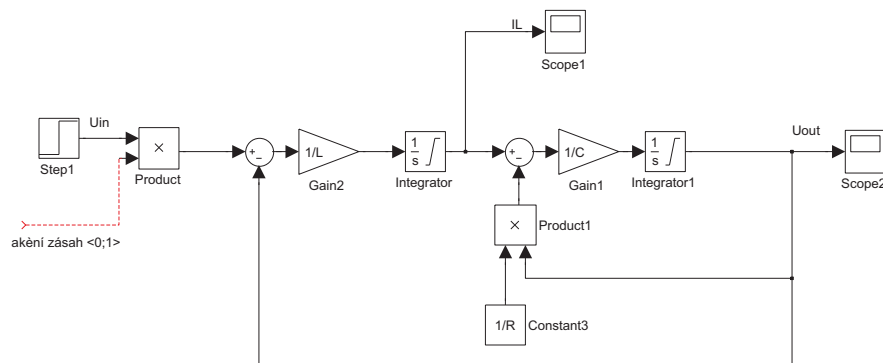 IL
Scope1
Uin
Uout
Step1
×
Product
+
−
1/L
Gain2
1
s
Integrator
+
−
1/C
Gain1
1
s
Integrator1
Scope2
akèní zásah <0;1>
×
Product1
1/R
Constant3